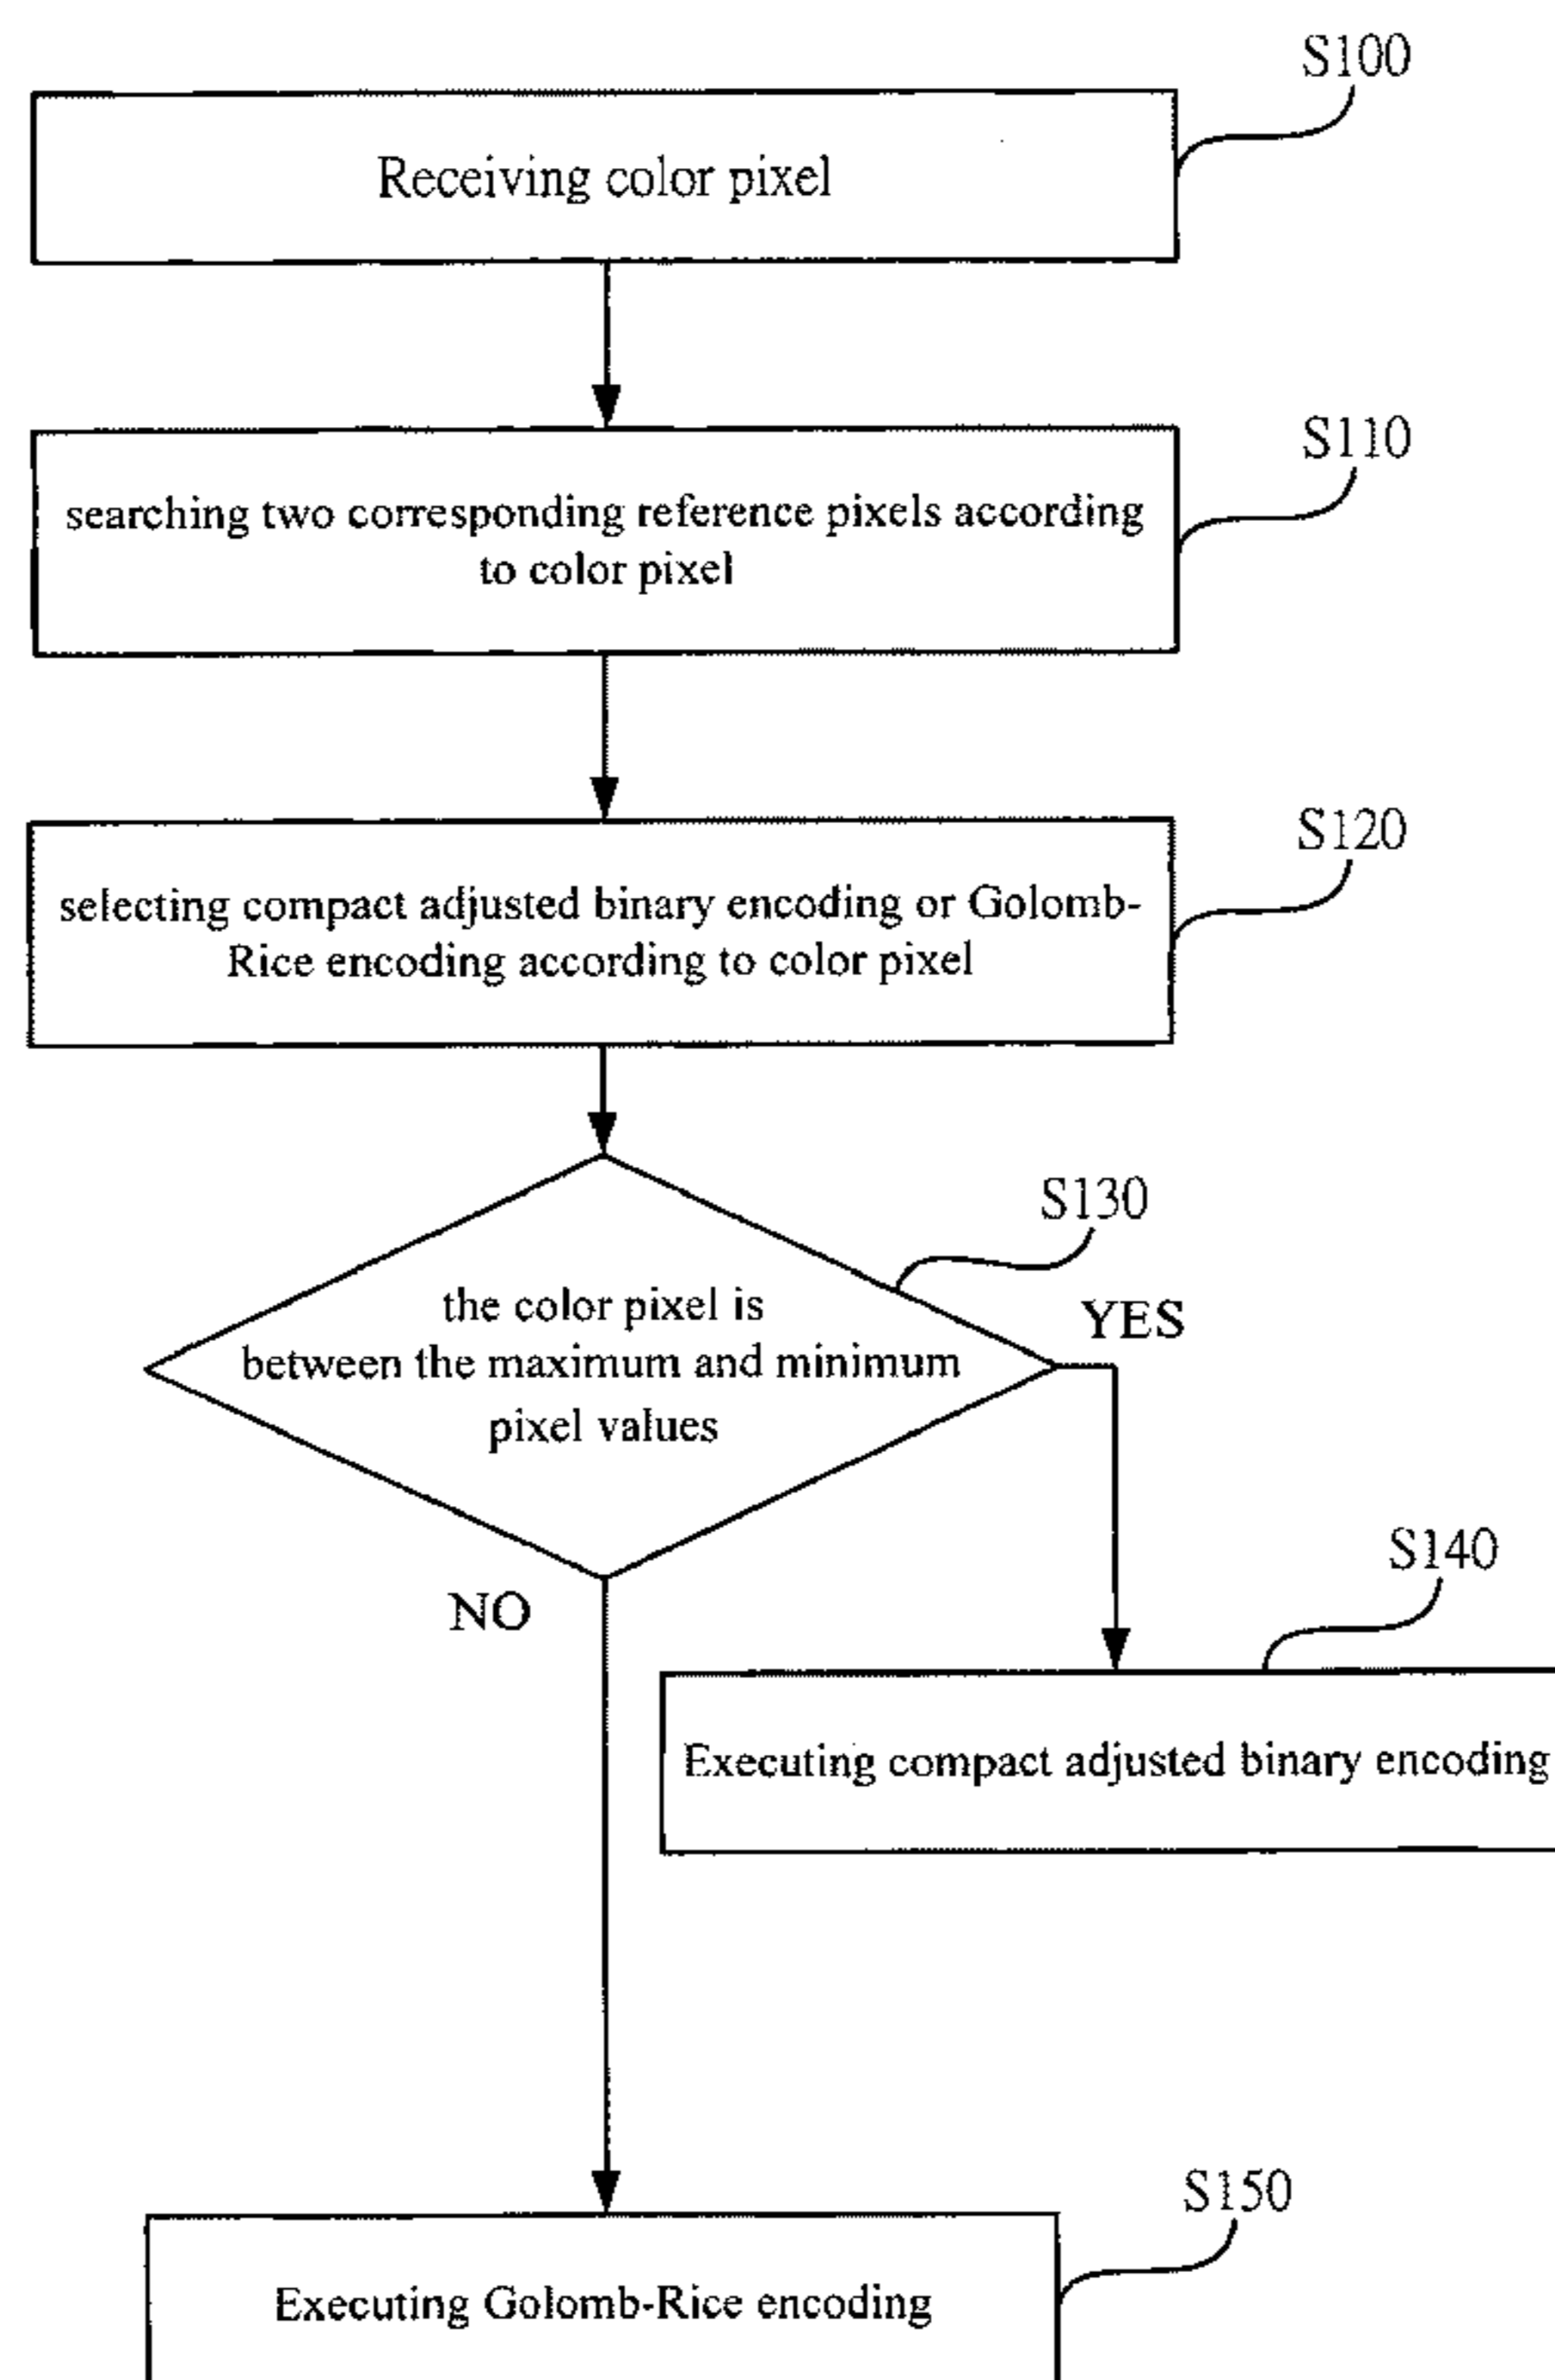 S100
Receiving color pixel
S110
searching two corresponding reference pixels according
to color pixel
S120
selecting compact adjusted binary encoding or Golomb-
Rice encoding according to color pixel
S130
the color pixel is
between the maximum and minimum
pixel values
YES
NO
S140
Executing compact adjusted binary encoding
S150
Executing Golomb-Rice encoding